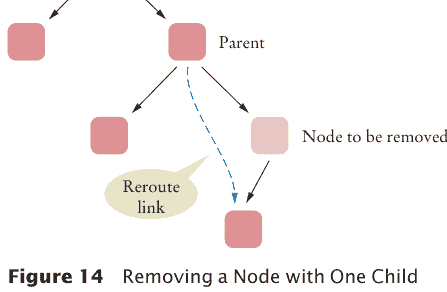 Parent
Node to be removed
Reroute
link
Figure 14 Removing a Node with One Child